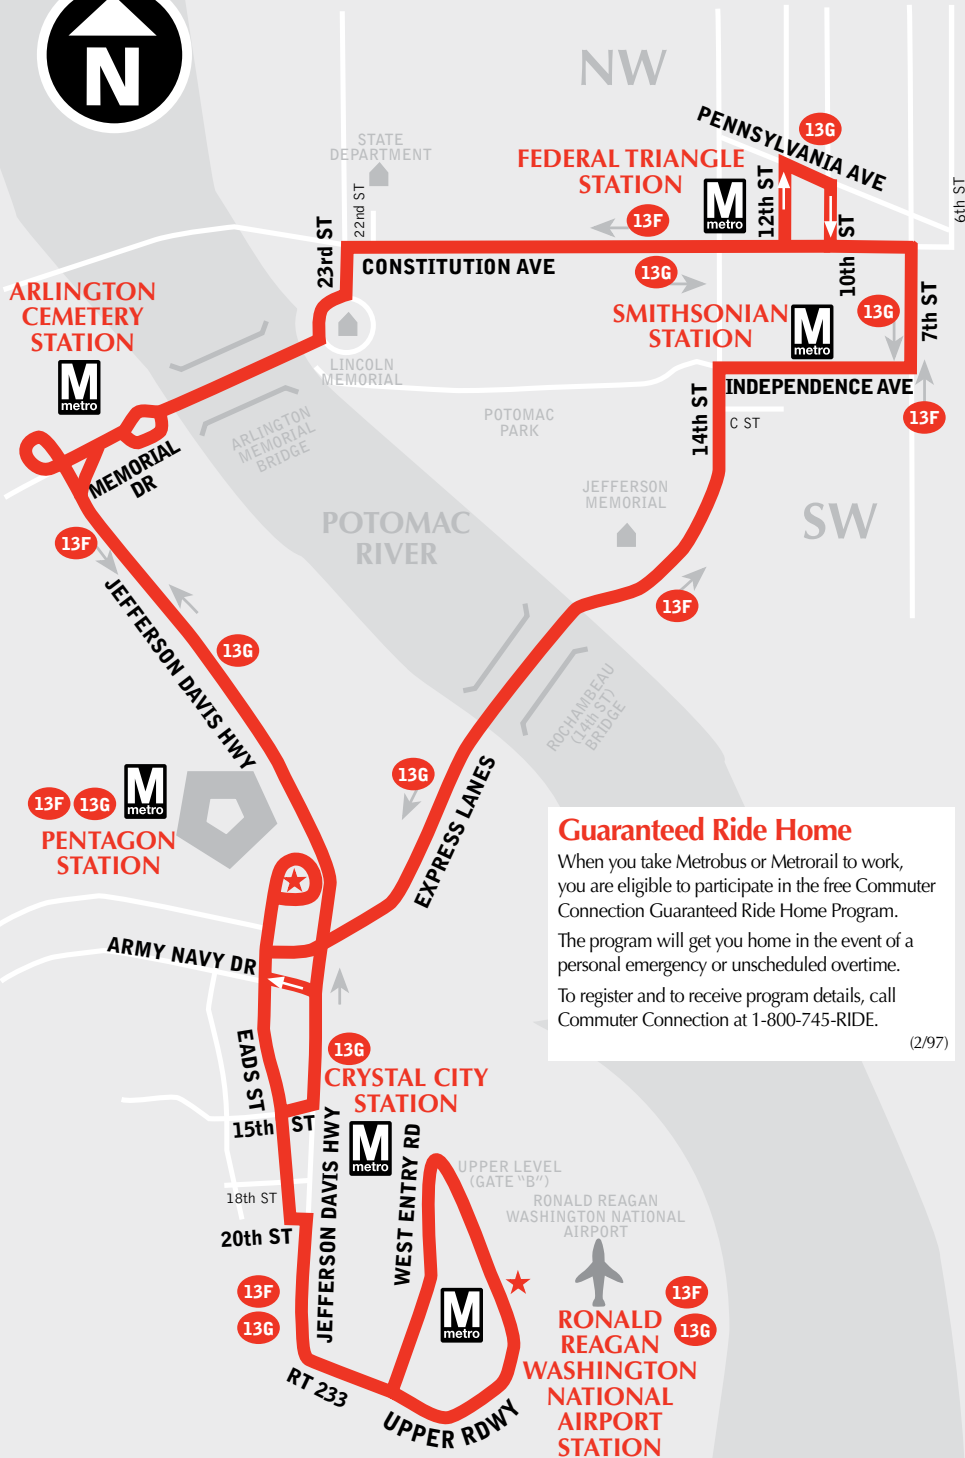 N
NW
PENNSYLVANIA AVE
13G
STATE
DEPARTMENT
FEDERAL TRIANGLE
STATION
M
metro
12th ST
22nd ST
6th ST
13F
23rd ST
10th ST
CONSTITUTION AVE
13G
ARLINGTON
CEMETERY
STATION
M
metro
SMITHSONIAN
STATION
M
metro
13G
7th ST
LINCOLN
MEMORIAL
INDEPENDENCE AVE
14th ST
C ST
13F
POTOMAC
PARK
ARLINGTON
MEMORIAL
BRIDGE
MEMORIAL
DR
JEFFERSON
MEMORIAL
SW
POTOMAC
RIVER
13F
JEFFERSON DAVIS HWY
13F
13G
ROCHAMBEAU
(14th ST)
BRIDGE
13G
EXPRESS LANES
13F
13G
M
metro
PENTAGON
STATION
Guaranteed Ride Home
When you take Metrobus or Metrorail to work,
you are eligible to participate in the free Commuter
Connection Guaranteed Ride Home Program.
The program will get you home in the event of a
personal emergency or unscheduled overtime.
To register and to receive program details, call
Commuter Connection at 1-800-745-RIDE.
(2/97)
ARMY NAVY DR
EADS ST
13G
CRYSTAL CITY
STATION
M
metro
15th ST
JEFFERSON DAVIS HWY
WEST ENTRY RD
UPPER LEVEL
(GATE "B")
18th ST
RONALD REAGAN
WASHINGTON NATIONAL
AIRPORT
20th ST
13F
13G
M
metro
13F
13G
RONALD
REAGAN
WASHINGTON
NATIONAL
AIRPORT
STATION
RT 233
UPPER RDWY